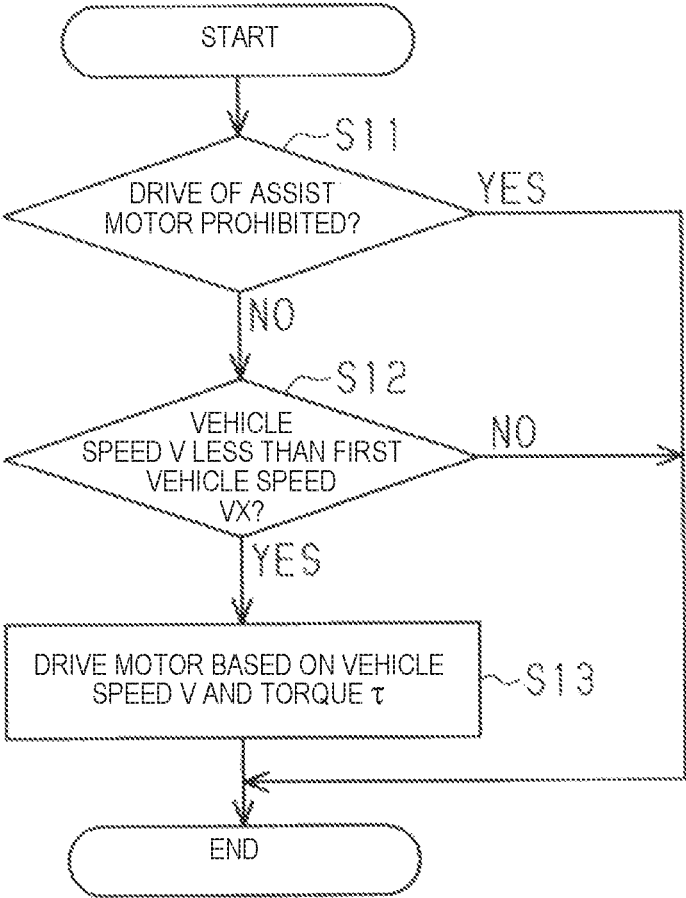 START
S11
DRIVE OF ASSIST
MOTOR PROHIBITED?
YES
NO
S12
VEHICLE
SPEED V LESS THAN FIRST
VEHICLE SPEED
VX?
NO
YES
DRIVE MOTOR BASED ON VEHICLE
SPEED V AND TORQUE τ
S13
END